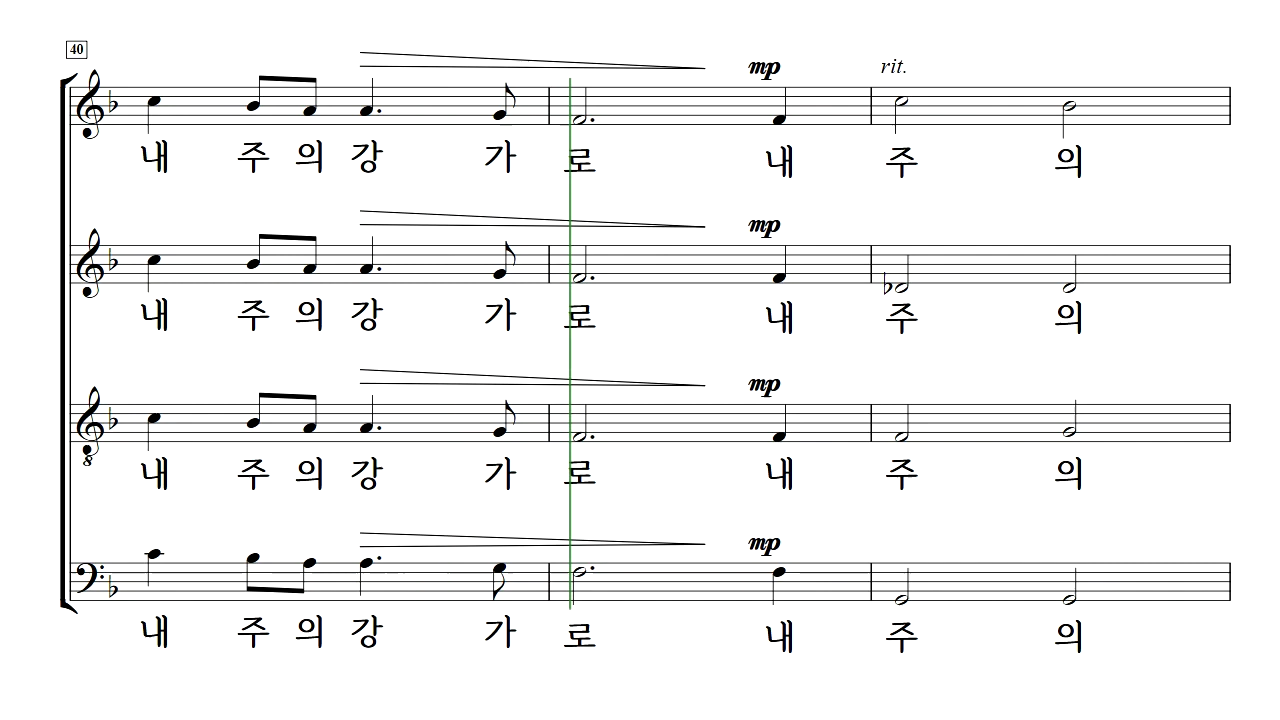 40
mp rit.
내 주 의 강 가 로 내 주 의
mp
내 주 의 강 가 로 내 주 의
mp
8
내 주 의 강 가 로 내 주 의
mp
내 주 의 강 가 로 내 주 의